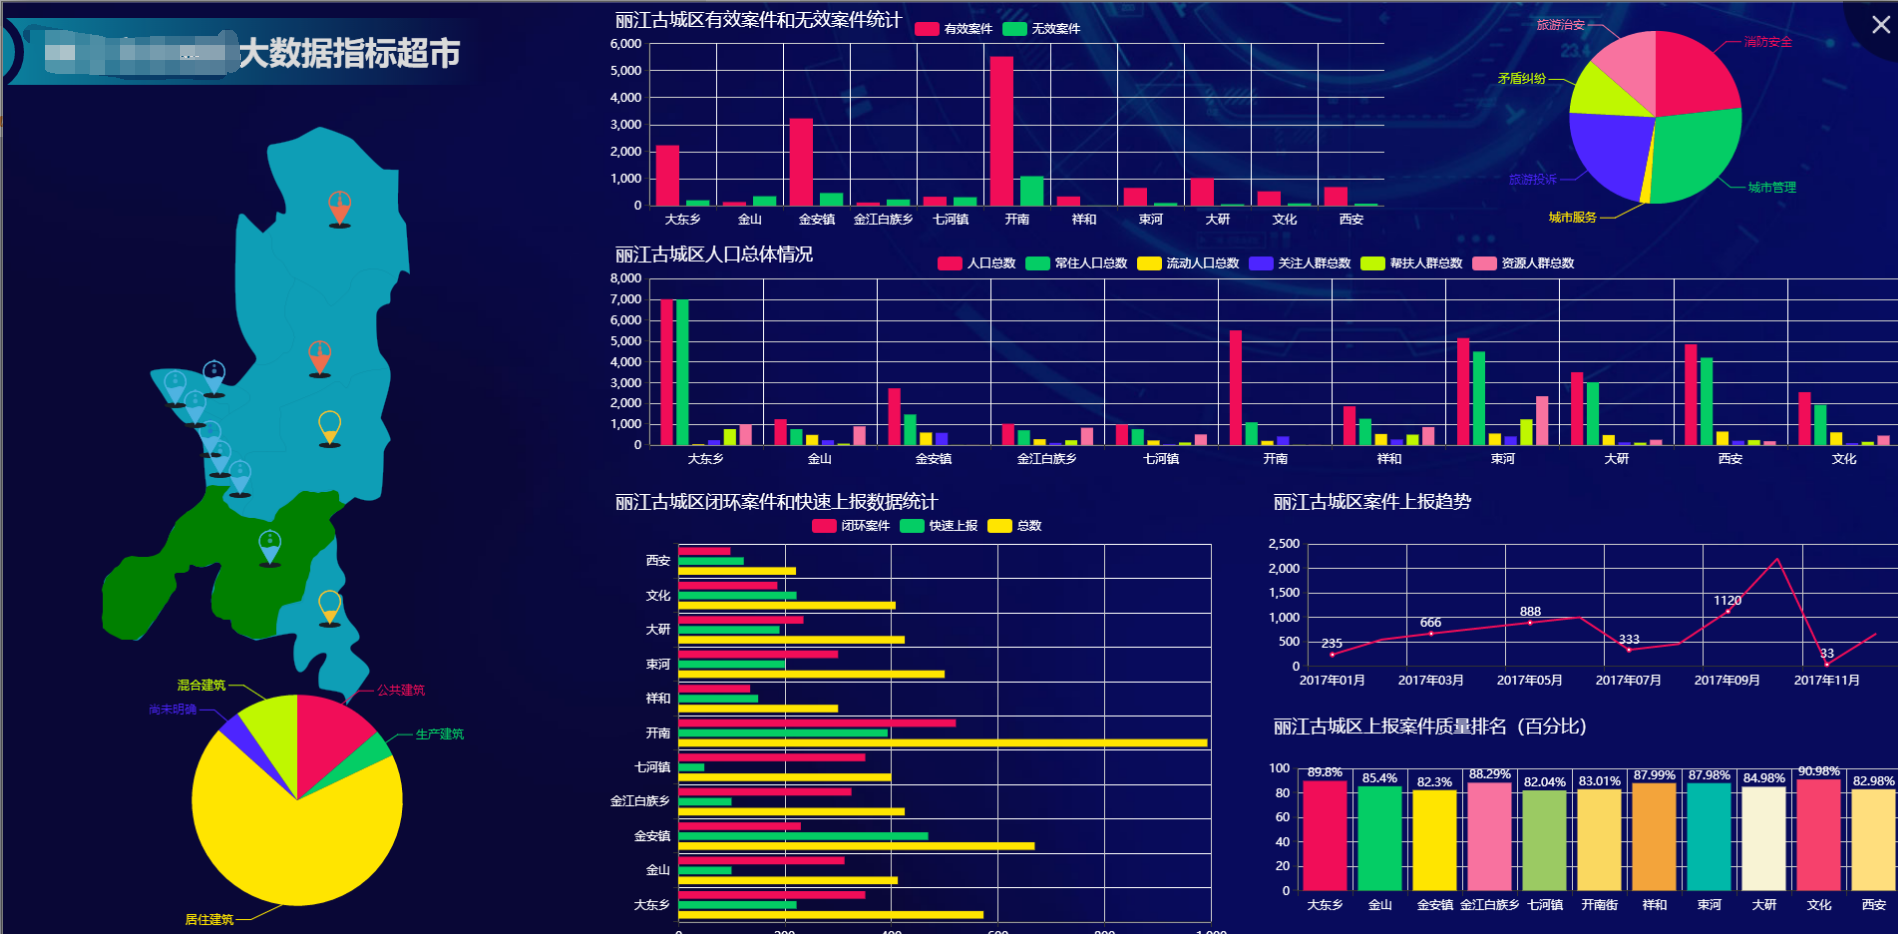 大数据指标超市
丽江古城区有效案件和无效案件统计
有效案件 无效案件
6,000
5,000
4,000
3,000
2,000
1,000
0
大东乡 金山 金安镇 金江白族乡 七河镇 开南 祥和 束河 大研 文化 西安
旅游治安
消防安全
矛盾纠纷
旅游投诉
城市管理
城市服务
丽江古城区人口总体情况
人口总数 常住人口总数 流动人口总数 关注人群总数 帮扶人群总数 资源人群总数
8,000
7,000
6,000
5,000
4,000
3,000
2,000
1,000
0
大东乡 金山 金安镇 金江白族乡 七河镇 开南 祥和 束河 大研 西安 文化
混合建筑
公共建筑
尚未明确
生产建筑
居住建筑
丽江古城区闭环案件和快速上报数据统计
闭环案件 快速上报 总数
西安
文化
大研
束河
祥和
开南
七河镇
金江白族乡
金安镇
金山
大东乡
0 200 400 600 800 1,000
丽江古城区案件上报趋势
2,500
2,000
1,500
1,000
500
0
235 666 888 333 1120 33
2017年01月 2017年03月 2017年05月 2017年07月 2017年09月 2017年11月
丽江古城区上报案件质量排名（百分比）
100
80
60
40
20
0
89.8% 85.4% 82.3% 88.29% 82.04% 83.01% 87.99% 87.98% 84.98% 90.98% 82.98%
大东乡 金山 金安镇 金江白族乡 七河镇 开南街 祥和 束河 大研 文化 西安